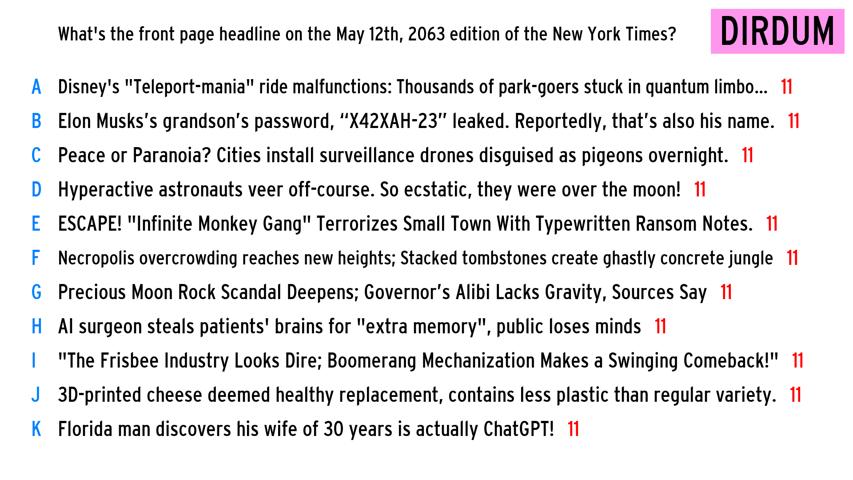 What's the front page headline on the May 12th, 2063 edition of the New York Times?
DIRDUM
A Disney's "Teleport-mania" ride malfunctions: Thousands of park-goers stuck in quantum limbo... 11
B Elon Musks’s grandson’s password, “X42XAH-23” leaked. Reportedly, that’s also his name. 11
C Peace or Paranoia? Cities install surveillance drones disguised as pigeons overnight. 11
D Hyperactive astronauts veer off-course. So ecstatic, they were over the moon! 11
E ESCAPE! "Infinite Monkey Gang" Terrorizes Small Town With Typewritten Ransom Notes. 11
F Necropolis overcrowding reaches new heights; Stacked tombstones create ghastly concrete jungle 11
G Precious Moon Rock Scandal Deepens; Governor’s Alibi Lacks Gravity, Sources Say 11
H AI surgeon steals patients' brains for "extra memory", public loses minds 11
I "The Frisbee Industry Looks Dire; Boomerang Mechanization Makes a Swinging Comeback!" 11
J 3D-printed cheese deemed healthy replacement, contains less plastic than regular variety. 11
K Florida man discovers his wife of 30 years is actually ChatGPT! 11